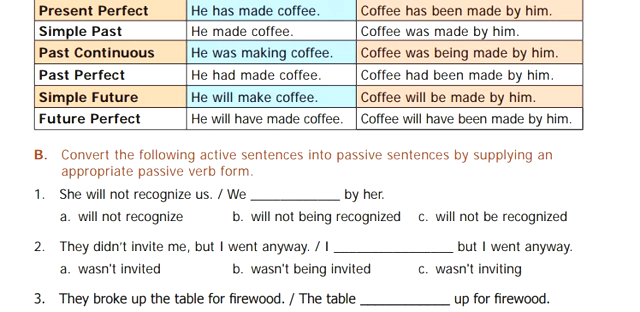 Present Perfect He has made coffee. Coffee has been made by him.
Simple Past He made coffee. Coffee was made by him.
Past Continuous He was making coffee. Coffee was being made by him.
Past Perfect He had made coffee. Coffee had been made by him.
Simple Future He will make coffee. Coffee will be made by him.
Future Perfect He will have made coffee. Coffee will have been made by him.
B. Convert the following active sentences into passive sentences by supplying an
appropriate passive verb form.
1. She will not recognize us. / We ____________ by her.
a. will not recognize b. will not being recognized c. will not be recognized
2. They didn't invite me, but I went anyway. / I ________________ but I went anyway.
a. wasn't invited b. wasn't being invited c. wasn't inviting
3. They broke up the table for firewood. / The table ____________ up for firewood.